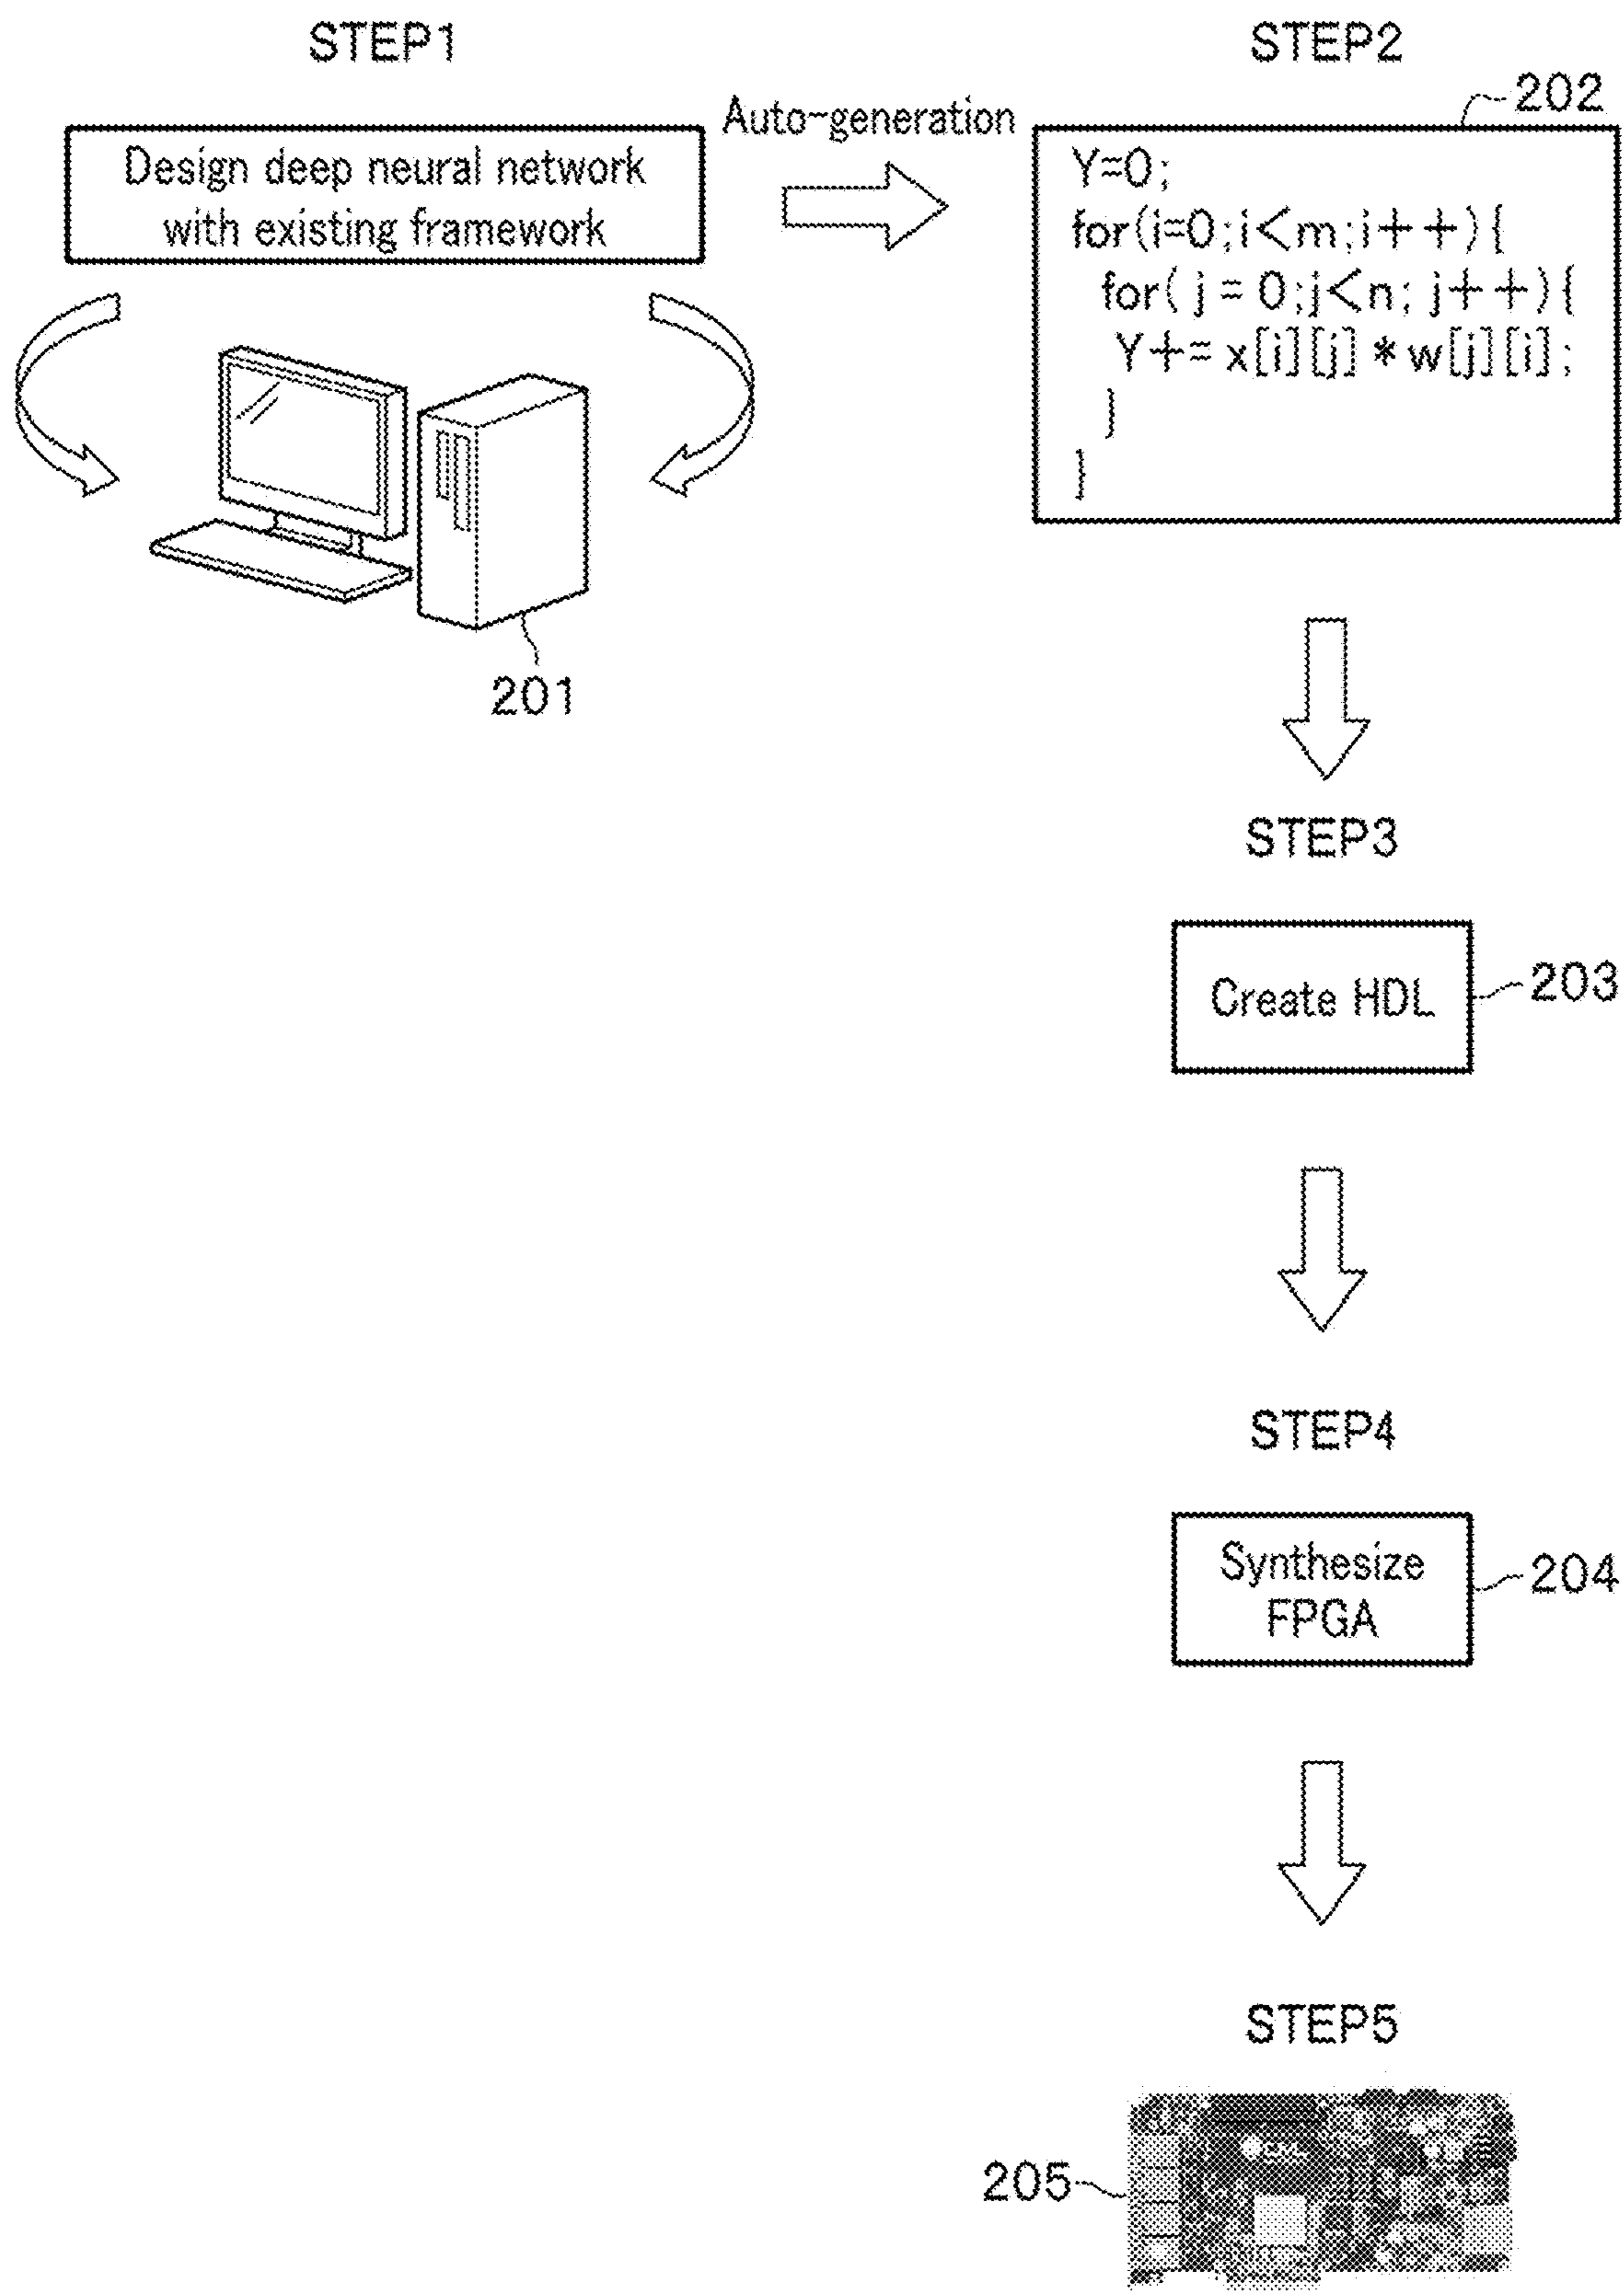 STEP1
Design deep neural network
with existing framework
201
Auto-generation
STEP2
202
Y=0;
for(i=0;i<m;i++){
for( j = 0;j<n; j++){
Y+= x[i][j] * w[j][i];
}
}
STEP3
Create HDL
203
STEP4
Synthesize
FPGA
204
STEP5
205